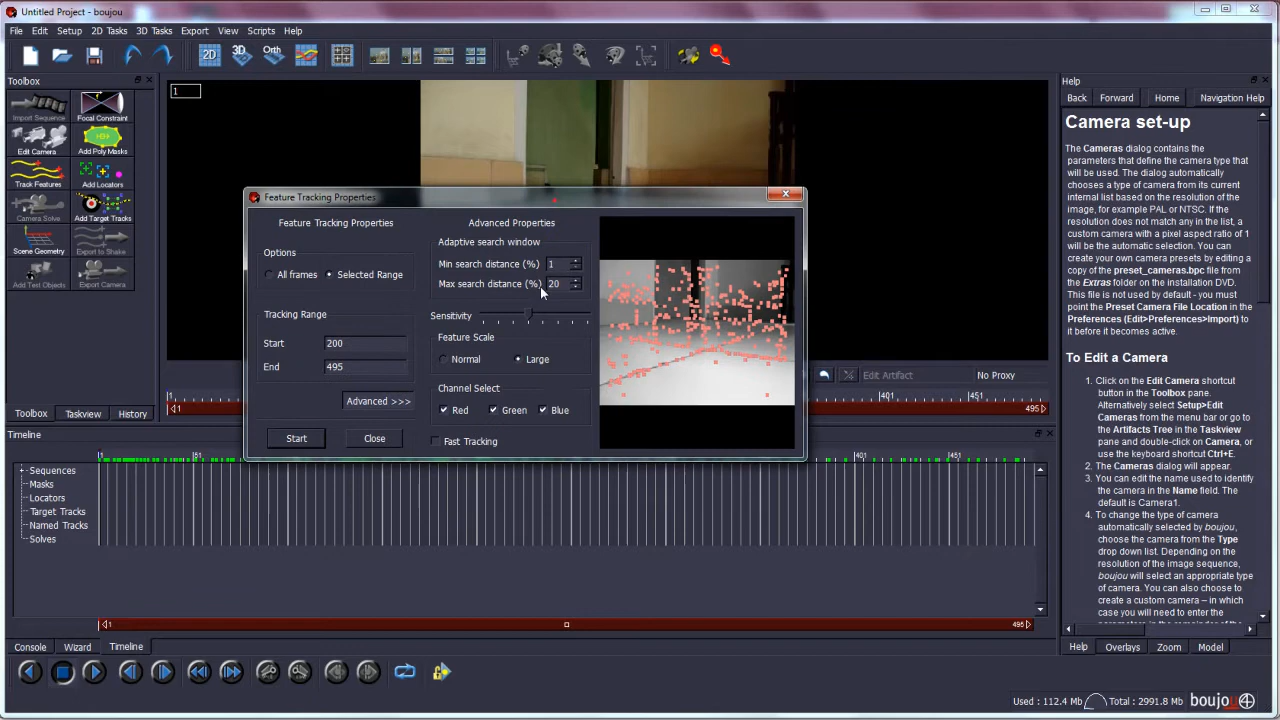 Untitled Project - boujou
File Edit Setup 2D Tasks 3D Tasks Export View Scripts Help
2D 3D Orth
Toolbox
Import Sequence Focal Constraint
Edit Camera Add Poly Masks
Track Features Add Locators
Camera Solve Add Target Tracks
Scene Geometry Export to Shake
Add Test Objects Export Camera
Toolbox Taskview History
1
Feature Tracking Properties
Feature Tracking Properties
Options
All frames Selected Range
Tracking Range
Start 200
End 495
Advanced >>>
Start Close
Advanced Properties
Adaptive search window
Min search distance (%) 1
Max search distance (%) 20
Sensitivity
Feature Scale
Normal Large
Channel Select
Red Green Blue
Fast Tracking
Edit Artifact No Proxy
1 401 451
1 495
Timeline
1 51 401 451
Sequences
Masks
Locators
Target Tracks
Named Tracks
Solves
1 495
Console Wizard Timeline
Help
Back Forward Home Navigation Help
Camera set-up
The Cameras dialog contains the
parameters that define the camera type that
will be used. The dialog automatically
chooses a type of camera from its current
internal list based on the resolution of the
image, for example PAL or NTSC. If the
resolution does not match any in the list, a
custom camera with a pixel aspect ratio of 1
will be the automatic selection. You can
create your own camera presets by editing a
copy of the preset_cameras.bpc file from
the Extras folder on the installation DVD.
This file is not used by default - you must
point the Preset Camera File Location in the
Preferences (Edit>Preferences>Import) to
it before it becomes active.
To Edit a Camera
1. Click on the Edit Camera shortcut
button in the Toolbox pane.
Alternatively select Setup>Edit
Cameras from the menu bar or go to
the Artifacts Tree in the Taskview
pane and double-click on Camera, or
use the keyboard shortcut Ctrl+E.
2. The Cameras dialog will appear.
3. You can edit the name used to identify
the camera in the Name field. The
default is Camera1.
4. To change the type of camera
automatically selected by boujou,
choose the camera from the Type
drop down list. Depending on the
resolution of the image sequence,
boujou will select an appropriate type
of camera. You can also choose to
create a custom camera – in which
case you will need to enter the
Help Overlays Zoom Model
Used : 112.4 Mb Total : 2991.8 Mb boujou 4